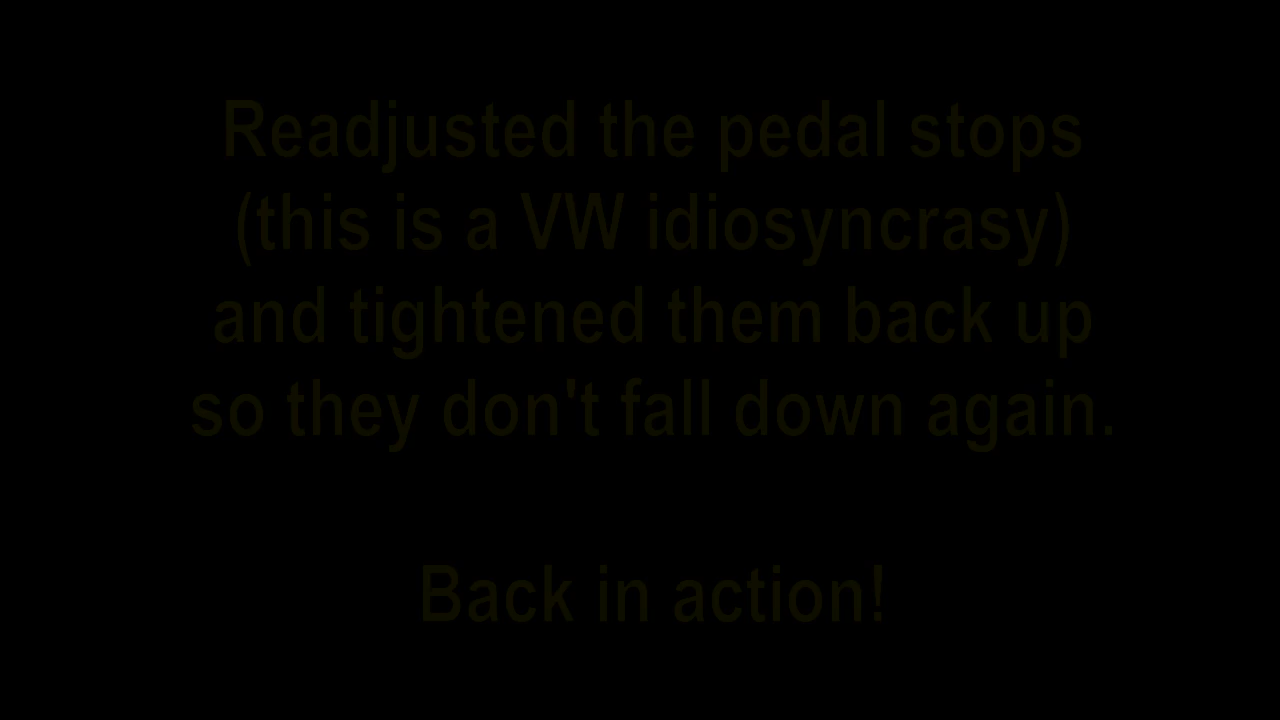 Readjusted the pedal stops
(this is a VW idiosyncrasy)
and tightened them back up
so they don't fall down again.
Back in action!